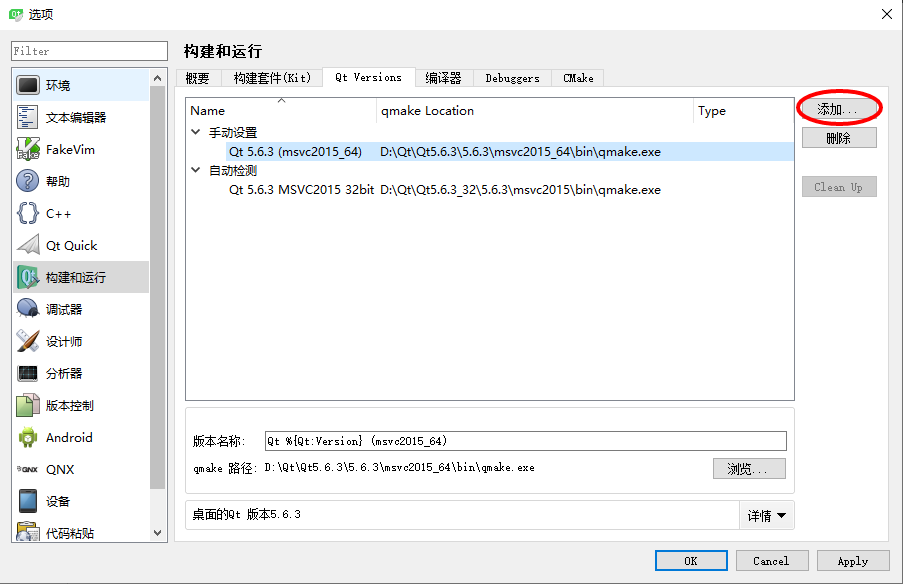 选项
Filter
环境
文本编辑器
FakeVim
帮助
C++
Qt Quick
构建和运行
调试器
设计师
分析器
版本控制
Android
QNX
设备
代码粘贴
构建和运行
概要 构建套件(Kit) Qt Versions 编译器 Debuggers CMake
Name qmake Location Type
手动设置
Qt 5.6.3 (msvc2015_64) D:\Qt\Qt5.6.3\5.6.3\msvc2015_64\bin\qmake.exe
自动检测
Qt 5.6.3 MSVC2015 32bit D:\Qt\Qt5.6.3_32\5.6.3\msvc2015\bin\qmake.exe
添加...
删除
Clean Up
版本名称: Qt %{Qt:Version} (msvc2015_64)
qmake 路径: D:\Qt\Qt5.6.3\5.6.3\msvc2015_64\bin\qmake.exe
浏览...
桌面的Qt 版本5.6.3 详情
OK Cancel Apply